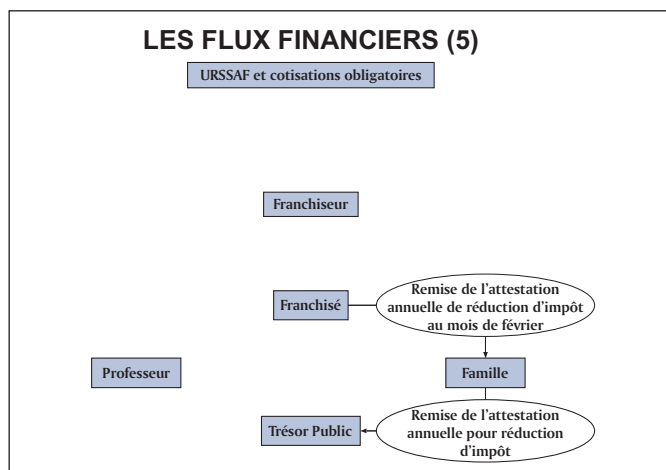 LES FLUX FINANCIERS (5)
URSSAF et cotisations obligatoires
Franchiseur
Franchisé
Remise de l'attestation
annuelle de réduction d'impôt
au mois de février
Professeur
Famille
Trésor Public
Remise de l'attestation
annuelle pour réduction
d'impôt